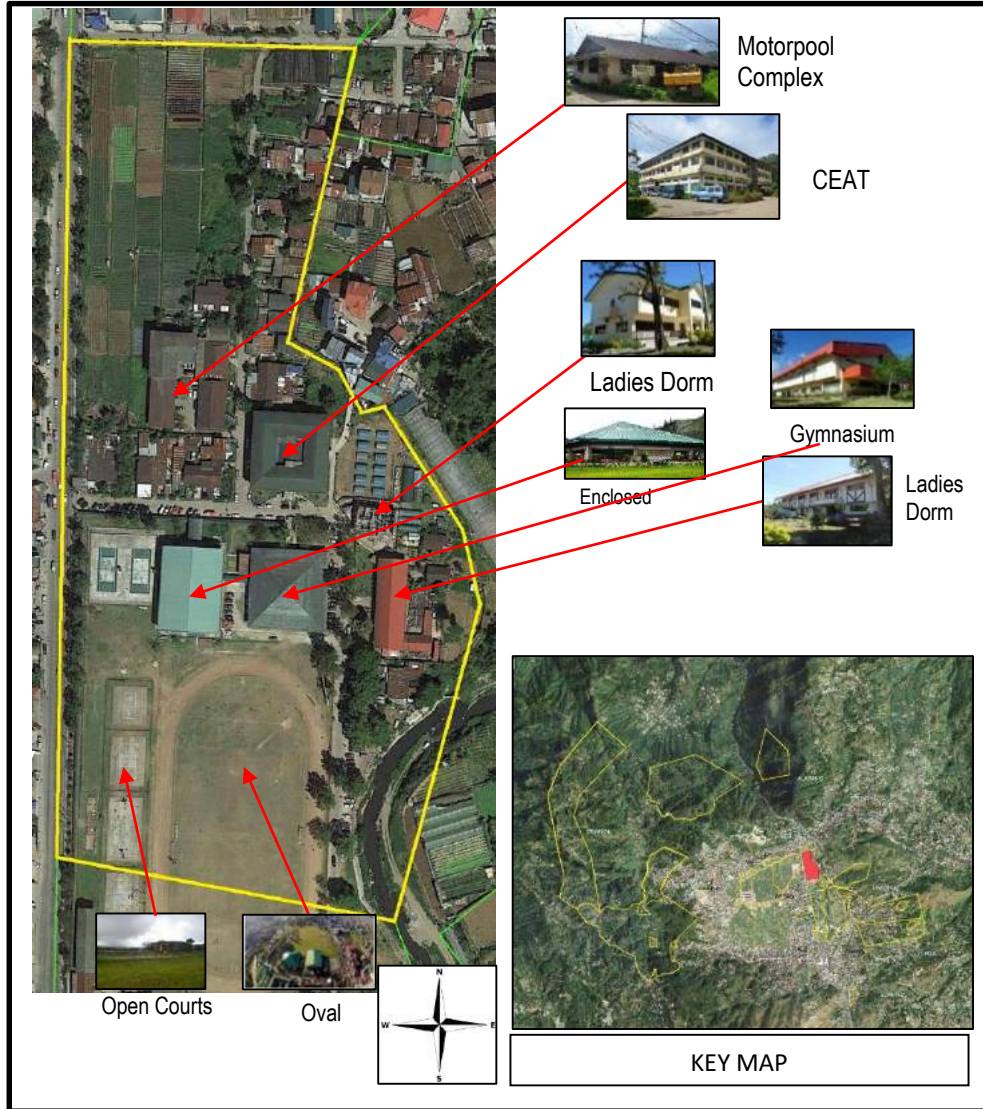 Motorpool
Complex
CEAT
Ladies Dorm
Gymnasium
Enclosed
Ladies
Dorm
Open Courts
Oval
N
W
E
S
KEY MAP